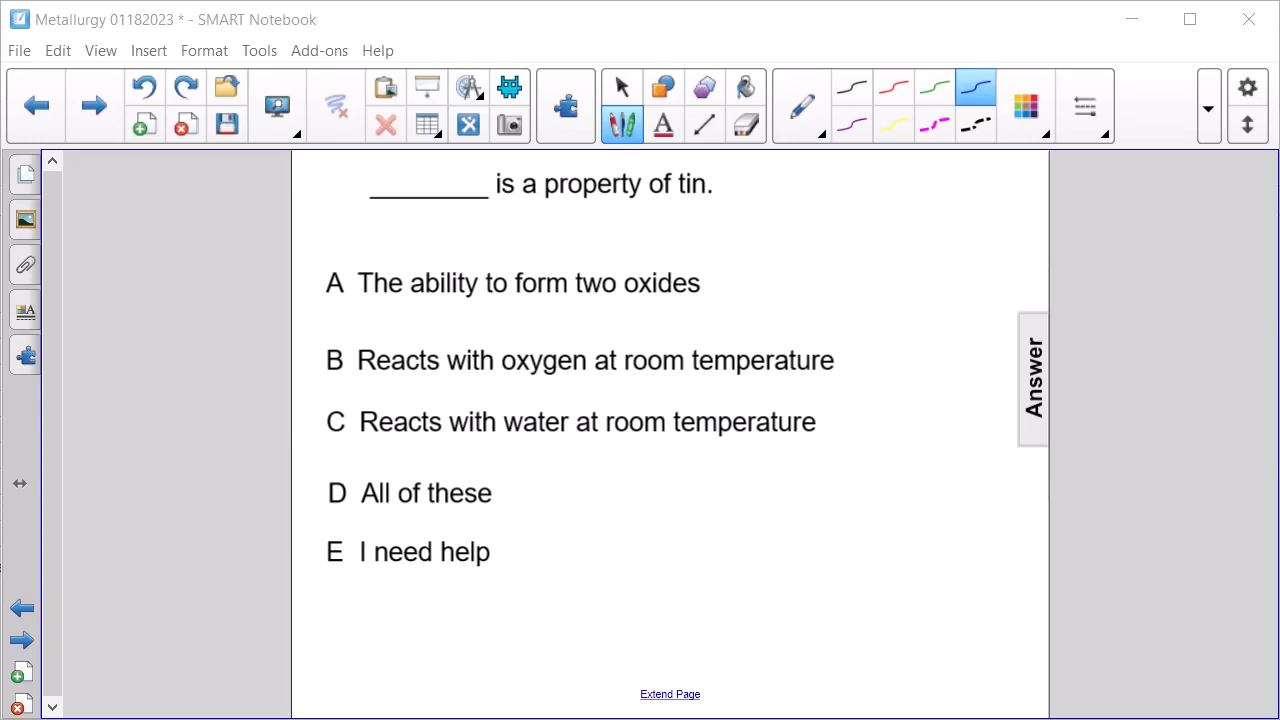 Metallurgy 01182023 * - SMART Notebook
File Edit View Insert Format Tools Add-ons Help
________ is a property of tin.
A The ability to form two oxides
B Reacts with oxygen at room temperature
C Reacts with water at room temperature
D All of these
E I need help
Answer
Extend Page